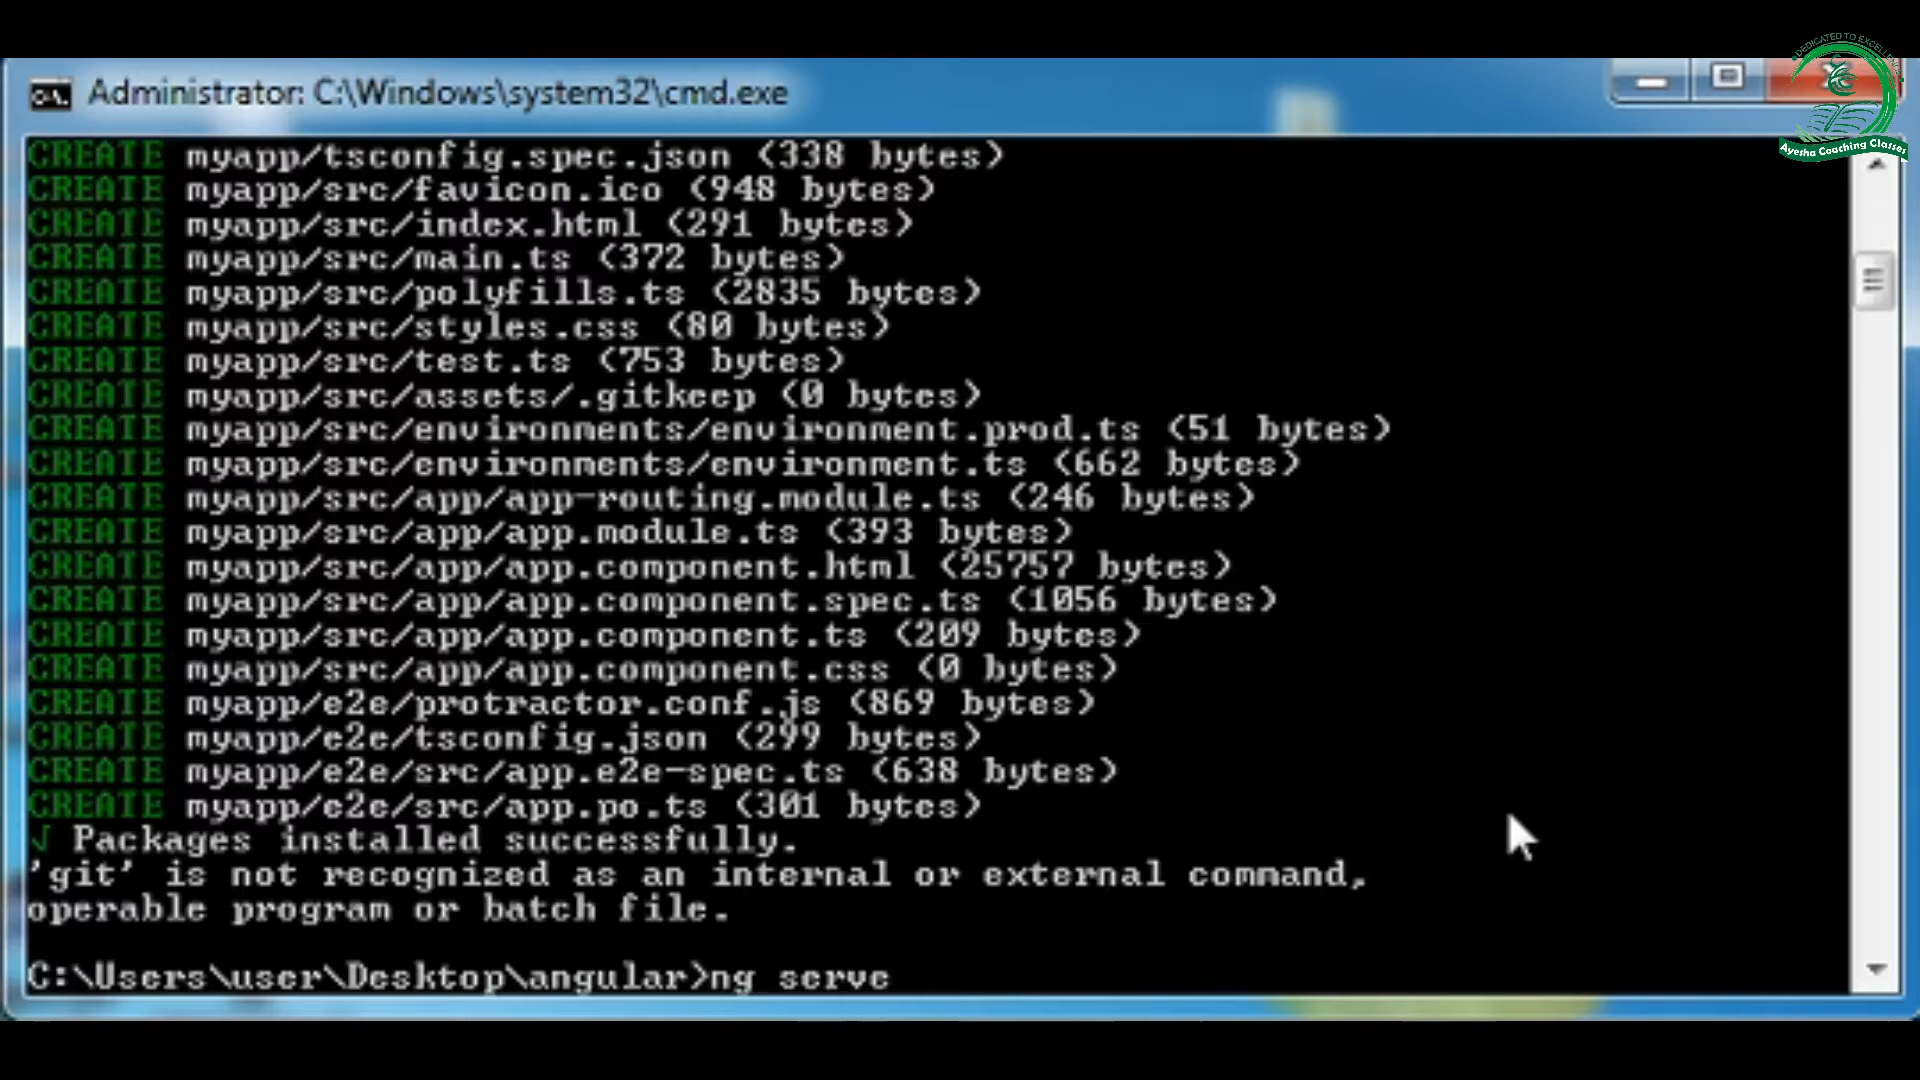 DEDICATED TO EXCELLENCE
Ayesha Coaching Classes
Administrator: C:\Windows\system32\cmd.exe
CREATE myapp/tsconfig.spec.json (338 bytes)
CREATE myapp/src/favicon.ico (948 bytes)
CREATE myapp/src/index.html (291 bytes)
CREATE myapp/src/main.ts (372 bytes)
CREATE myapp/src/polyfills.ts (2835 bytes)
CREATE myapp/src/styles.css (80 bytes)
CREATE myapp/src/test.ts (753 bytes)
CREATE myapp/src/assets/.gitkeep (0 bytes)
CREATE myapp/src/environments/environment.prod.ts (51 bytes)
CREATE myapp/src/environments/environment.ts (662 bytes)
CREATE myapp/src/app/app-routing.module.ts (246 bytes)
CREATE myapp/src/app/app.module.ts (393 bytes)
CREATE myapp/src/app/app.component.html (25757 bytes)
CREATE myapp/src/app/app.component.spec.ts (1056 bytes)
CREATE myapp/src/app/app.component.ts (209 bytes)
CREATE myapp/src/app/app.component.css (0 bytes)
CREATE myapp/e2e/protractor.conf.js (869 bytes)
CREATE myapp/e2e/tsconfig.json (299 bytes)
CREATE myapp/e2e/src/app.e2e-spec.ts (638 bytes)
CREATE myapp/e2e/src/app.po.ts (301 bytes)
√ Packages installed successfully.
'git' is not recognized as an internal or external command,
operable program or batch file.
C:\Users\user\Desktop\angular>ng serve